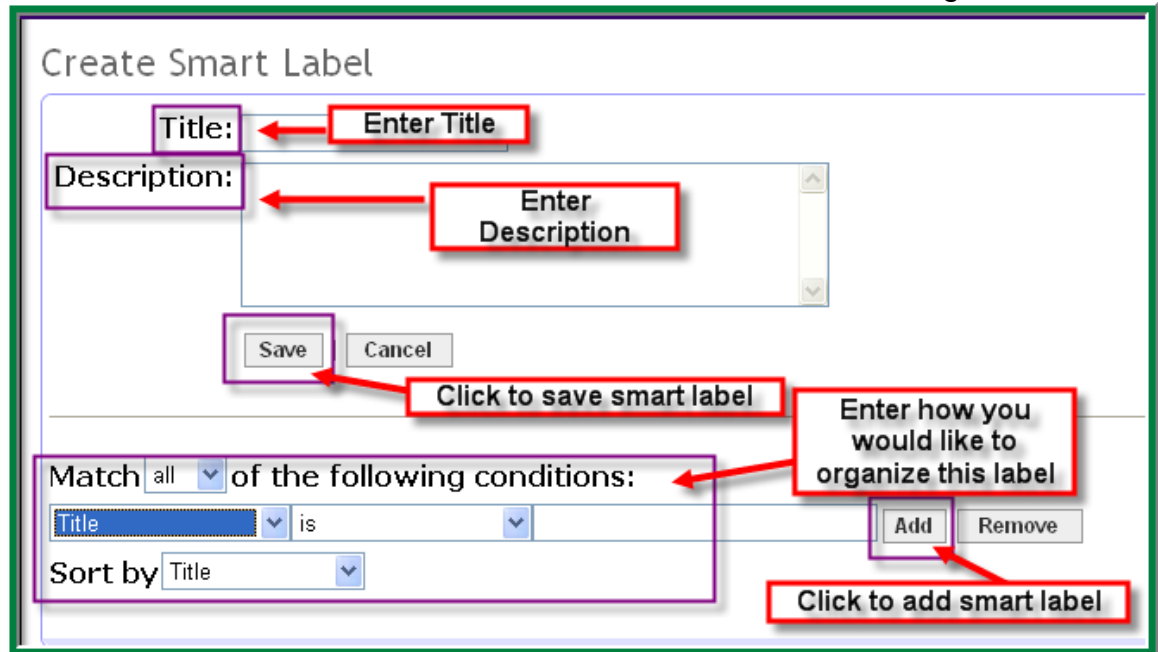 Create Smart Label
Title:
Enter Title
Description:
Enter
Description
Save
Cancel
Click to save smart label
Enter how you
would like to
organize this label
Match all of the following conditions:
Title is
Add Remove
Sort by Title
Click to add smart label